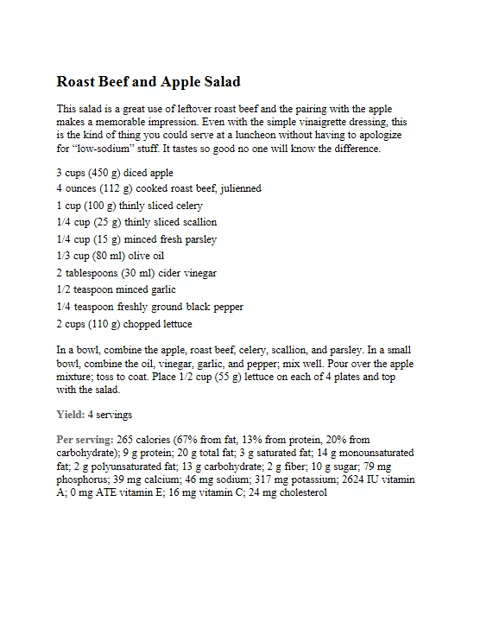 Roast Beef and Apple Salad
This salad is a great use of leftover roast beef and the pairing with the apple
makes a memorable impression. Even with the simple vinaigrette dressing, this
is the kind of thing you could serve at a luncheon without having to apologize
for “low-sodium” stuff. It tastes so good no one will know the difference.
3 cups (450 g) diced apple
4 ounces (112 g) cooked roast beef, julienned
1 cup (100 g) thinly sliced celery
1/4 cup (25 g) thinly sliced scallion
1/4 cup (15 g) minced fresh parsley
1/3 cup (80 ml) olive oil
2 tablespoons (30 ml) cider vinegar
1/2 teaspoon minced garlic
1/4 teaspoon freshly ground black pepper
2 cups (110 g) chopped lettuce
In a bowl, combine the apple, roast beef, celery, scallion, and parsley. In a small
bowl, combine the oil, vinegar, garlic, and pepper; mix well. Pour over the apple
mixture; toss to coat. Place 1/2 cup (55 g) lettuce on each of 4 plates and top
with the salad.
Yield: 4 servings
Per serving: 265 calories (67% from fat, 13% from protein, 20% from
carbohydrate); 9 g protein; 20 g total fat; 3 g saturated fat; 14 g monounsaturated
fat; 2 g polyunsaturated fat; 13 g carbohydrate; 2 g fiber; 10 g sugar; 79 mg
phosphorus; 39 mg calcium; 46 mg sodium; 317 mg potassium; 2624 IU vitamin
A; 0 mg ATE vitamin E; 16 mg vitamin C; 24 mg cholesterol